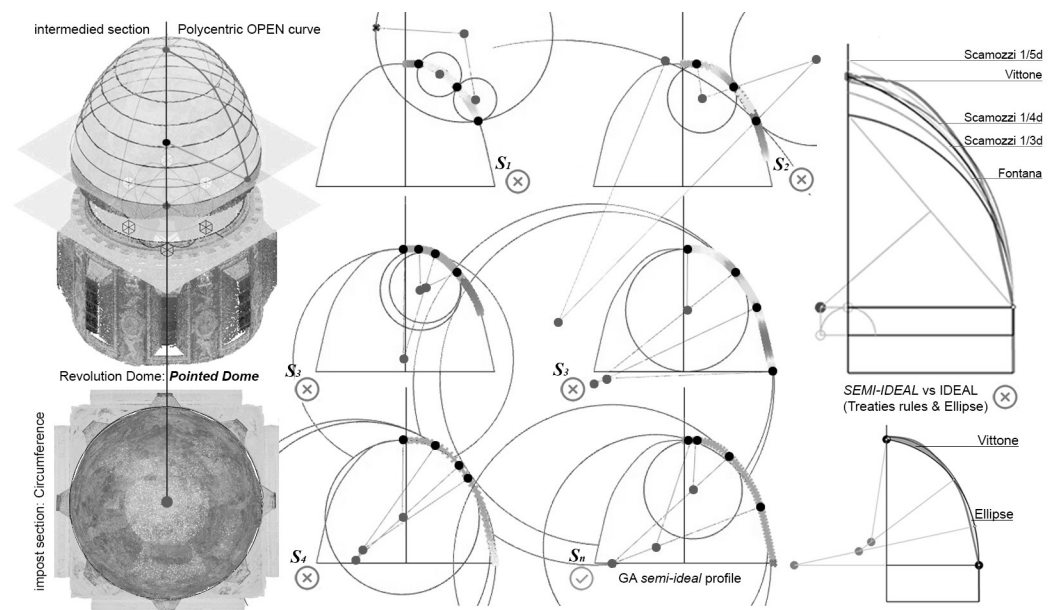 intermedied section
Polycentric OPEN curve
Revolution Dome: Pointed Dome
impost section: Circumference
S1
S2
S3
S3
S4
Sn
GA semi-ideal profile
Scamozzi 1/5d
Vittone
Scamozzi 1/4d
Scamozzi 1/3d
Fontana
SEMI-IDEAL vs IDEAL
(Treaties rules & Ellipse)
Vittone
Ellipse